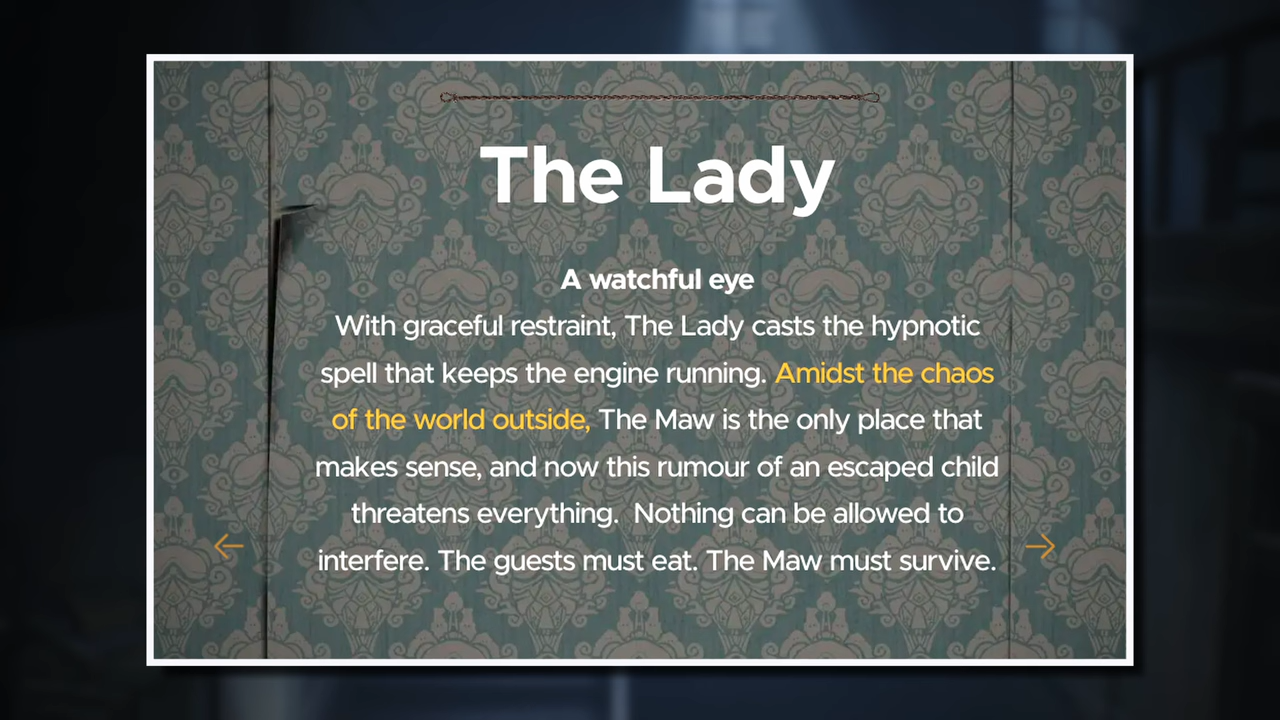 The Lady
A watchful eye
With graceful restraint, The Lady casts the hypnotic
spell that keeps the engine running. Amidst the chaos
of the world outside, The Maw is the only place that
makes sense, and now this rumour of an escaped child
threatens everything.  Nothing can be allowed to
interfere. The guests must eat. The Maw must survive.